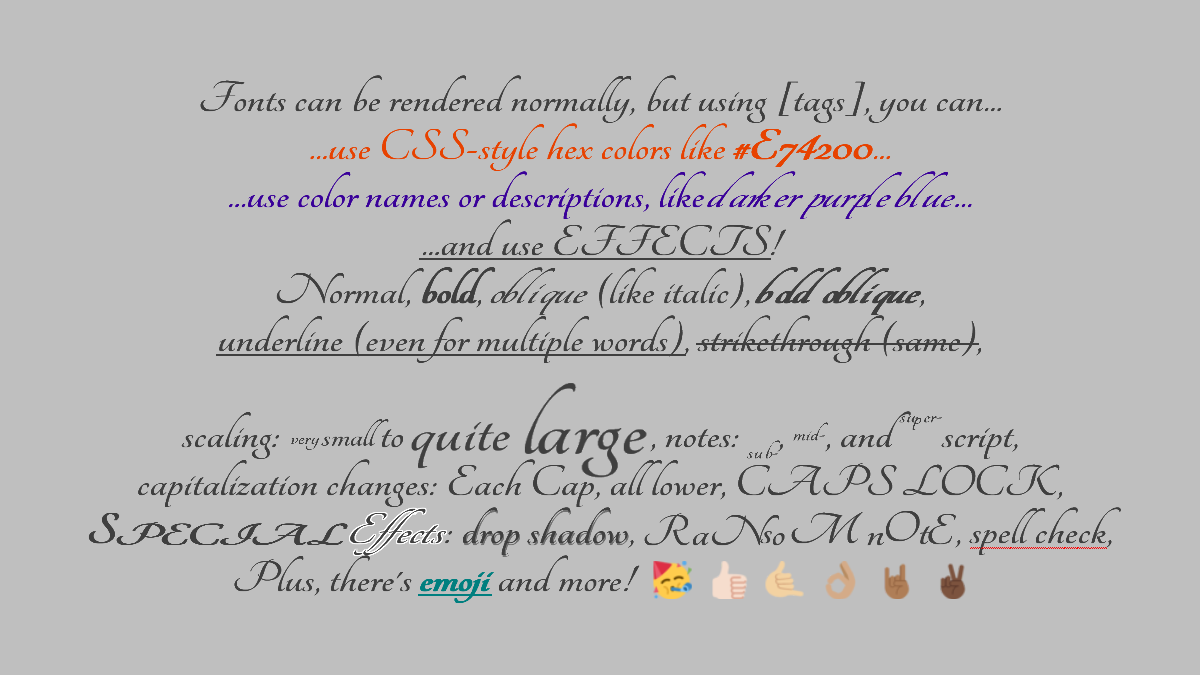 Fonts can be rendered normally, but using [tags], you can...
...use CSS-style hex colors like #E74200...
...use color names or descriptions, like darker purple blue...
...and use EFFECTS!
Normal, bold, oblique (like italic), bold oblique,
underline (even for multiple words), strikethrough (same),
scaling: very small to quite large, notes: sub-, mid-, and super-script,
capitalization changes: Each Cap, all lower, CAPS LOCK,
SPECIAL Effects: drop shadow, RaNsoM nOtE, spell check,
Plus, there's emoji and more! 🥳 👍🏻 🤙🏼 👌🏽 🤘🏾 ✌🏿